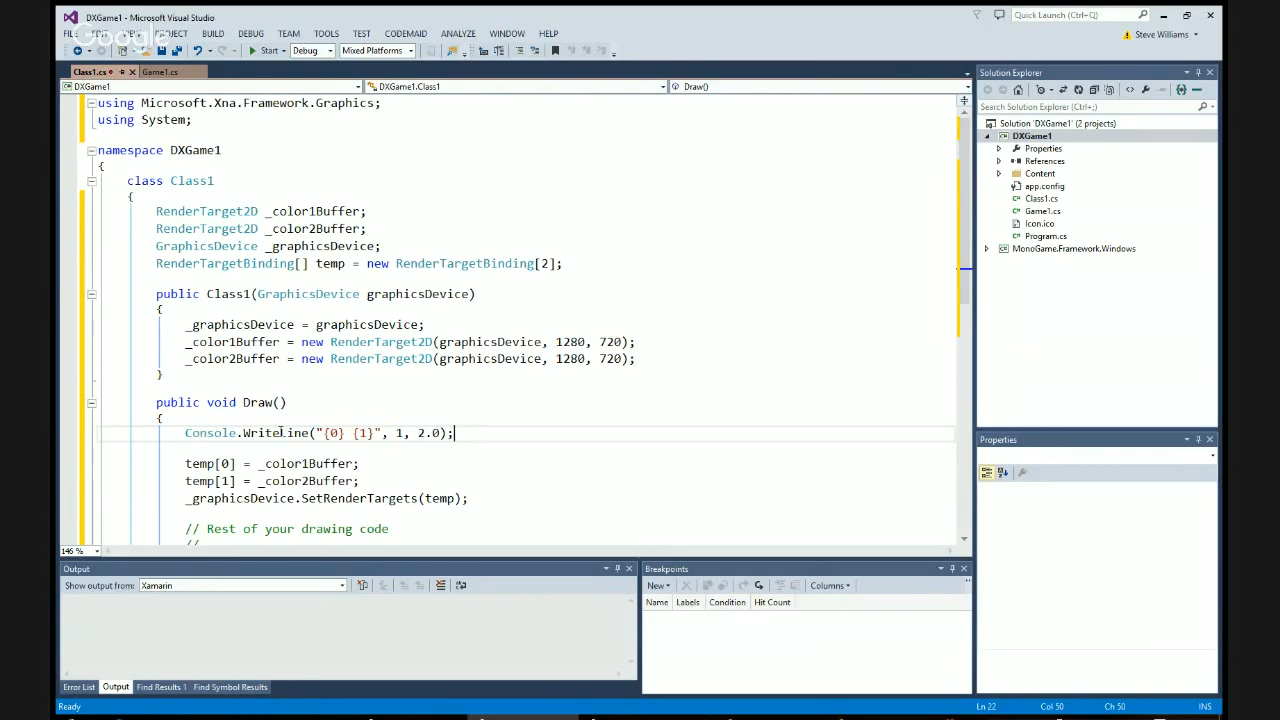 DXGame1 - Microsoft Visual Studio
Quick Launch (Ctrl+;)
Google
PROJECT BUILD DEBUG TEAM TOOLS TEST CODEMAID ANALYZE WINDOW HELP
Steve Williams
Start Debug Mixed Platforms
Class1.cs Game1.cs
DXGame1 DXGame1.Class1 Draw()
using Microsoft.Xna.Framework.Graphics;
using System;
namespace DXGame1
{
class Class1
{
RenderTarget2D _color1Buffer;
RenderTarget2D _color2Buffer;
GraphicsDevice _graphicsDevice;
RenderTargetBinding[] temp = new RenderTargetBinding[2];
public Class1(GraphicsDevice graphicsDevice)
{
_graphicsDevice = graphicsDevice;
_color1Buffer = new RenderTarget2D(graphicsDevice, 1280, 720);
_color2Buffer = new RenderTarget2D(graphicsDevice, 1280, 720);
}
public void Draw()
{
Console.WriteLine("{0} {1}", 1, 2.0);
temp[0] = _color1Buffer;
temp[1] = _color2Buffer;
_graphicsDevice.SetRenderTargets(temp);
// Rest of your drawing code
//
146 %
Solution Explorer
Search Solution Explorer (Ctrl+;)
Solution 'DXGame1' (2 projects)
DXGame1
Properties
References
Content
app.config
Class1.cs
Game1.cs
Icon.ico
Program.cs
MonoGame.Framework.Windows
Properties
Output
Show output from: Xamarin
Error List Output Find Results 1 Find Symbol Results
Breakpoints
New Columns
Name Labels Condition Hit Count
Ready Ln 22 Col 50 Ch 50 INS